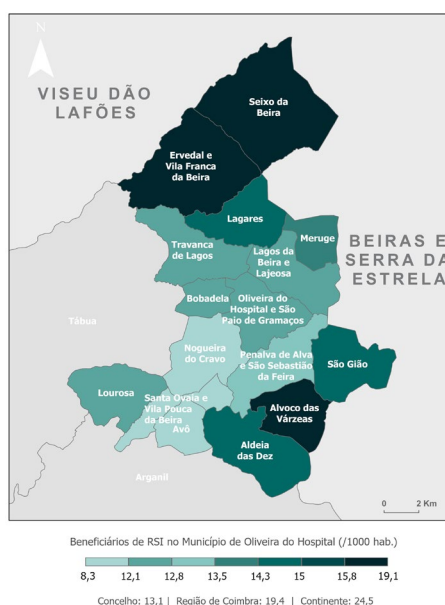 N
VISEU DÃO
LAFÕES
Seixo da
Beira
Ervedal e
Vila Franca
da Beira
Lagares
Meruge
Travanca
de Lagos
Lagos da
Beira e
Lajeosa
BEIRAS E
SERRA DA
ESTRELA
Bobadela
Oliveira do
Hospital e São
Paio de Gramaços
Tábua
Nogueira
do Cravo
Penalva de Alva
e São Sebastião
da Feira
São Gião
Lourosa
Santa Ovaia e
Vila Pouca
da Beira
Alvoco das
Várzeas
Avô
Aldeia
das Dez
Arganil
0 2 Km
Beneficiários de RSI no Município de Oliveira do Hospital (/1000 hab.)
8,3 12,1 12,8 13,5 14,3 15 15,8 19,1
Concelho: 13,1 | Região de Coimbra: 19,4 | Continente: 24,5